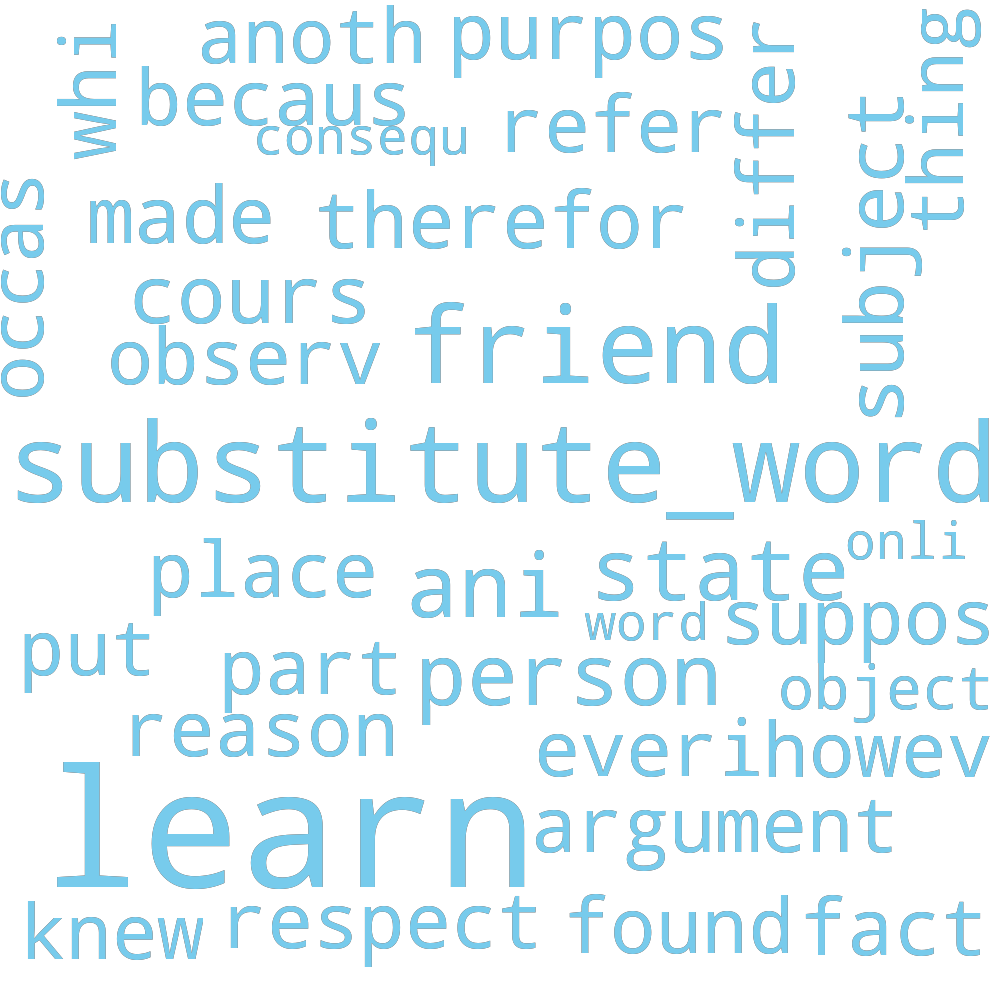 whi
anoth
purpos
differ
thing
becaus
consequ
refer
subject
occas
made
therefor
cours
observ
friend
substitute_word
place
ani
state
onli
word
suppos
put
part
person
object
reason
everi
howev
learn
argument
knew
respect
found
fact